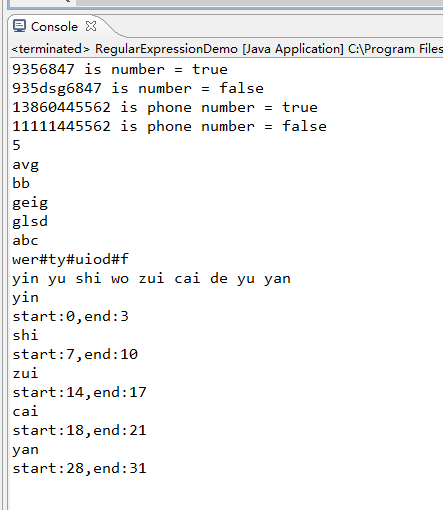 Console
<terminated> RegularExpressionDemo [Java Application] C:\Program Files
9356847 is number = true
935dsg6847 is number = false
13860445562 is phone number = true
11111445562 is phone number = false
5
avg
bb
geig
glsd
abc
wer#ty#uiod#f
yin yu shi wo zui cai de yu yan
yin
start:0,end:3
shi
start:7,end:10
zui
start:14,end:17
cai
start:18,end:21
yan
start:28,end:31